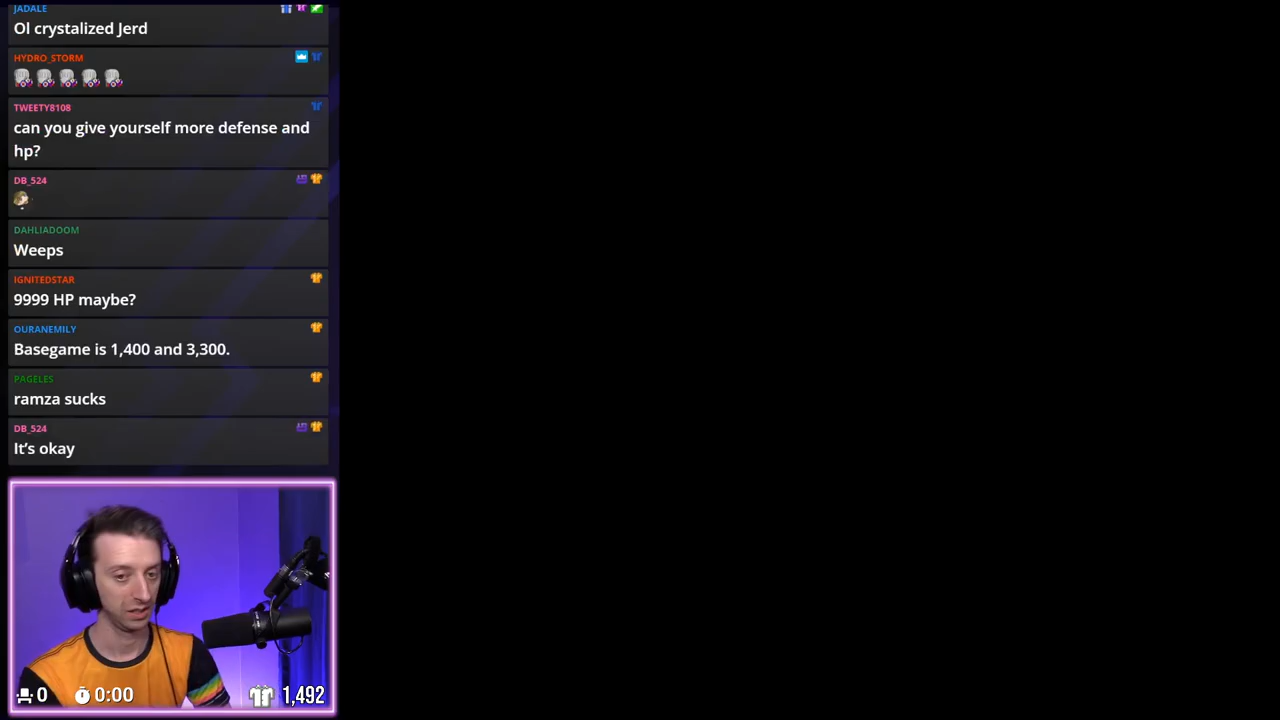 JADALE
Ol crystalized Jerd
HYDRO_STORM
TWEETY8108
can you give yourself more defense and
hp?
DB_524
DAHLIADOOM
Weeps
IGNITEDSTAR
9999 HP maybe?
OURANEMILY
Basegame is 1,400 and 3,300.
PAGELES
ramza sucks
DB_524
It’s okay
0 0:00 1,492